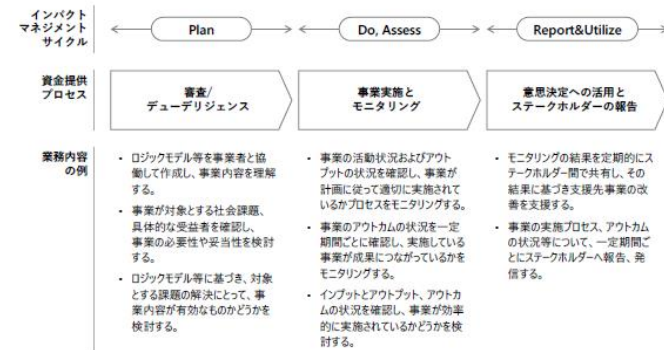 インパクト
マネジメント
サイクル
Plan
Do, Assess
Report&Utilize
資金提供
プロセス
審査/
デューデリジェンス
事業実施と
モニタリング
意思決定への活用と
ステークホルダーの報告
業務内容
の例
・ ロジックモデル等を事業者と協
働して作成し、事業内容を理解
する。
・ 事業が対象とする社会課題、
具体的な受益者を確認し、
事業の必要性や妥当性を検討
する。
・ ロジックモデル等に基づき、対象
とする課題の解決にとって、事
業内容が有効なものかどうかを
検討する。
・ 事業の活動状況およびアウト
プットの状況を確認し、事業が
計画に従って適切に実施されて
いるかプロセスをモニタリングする。
・ 事業のアウトカムの状況を一定
期間ごとに確認し、実施している
事業が成果につながっているかを
モニタリングする。
・ インプットとアウトプット、アウトカ
ムの状況を確認し、事業が効率
的に実施されているかどうかを検
討する。
・ モニタリングの結果を定期的にス
テークホルダー間で共有し、その
結果に基づき支援先事業の改
善を支援する。
・ 事業の実施プロセス、アウトカム
の状況等について、一定期間ご
とにステークホルダーへ報告、発
信する。